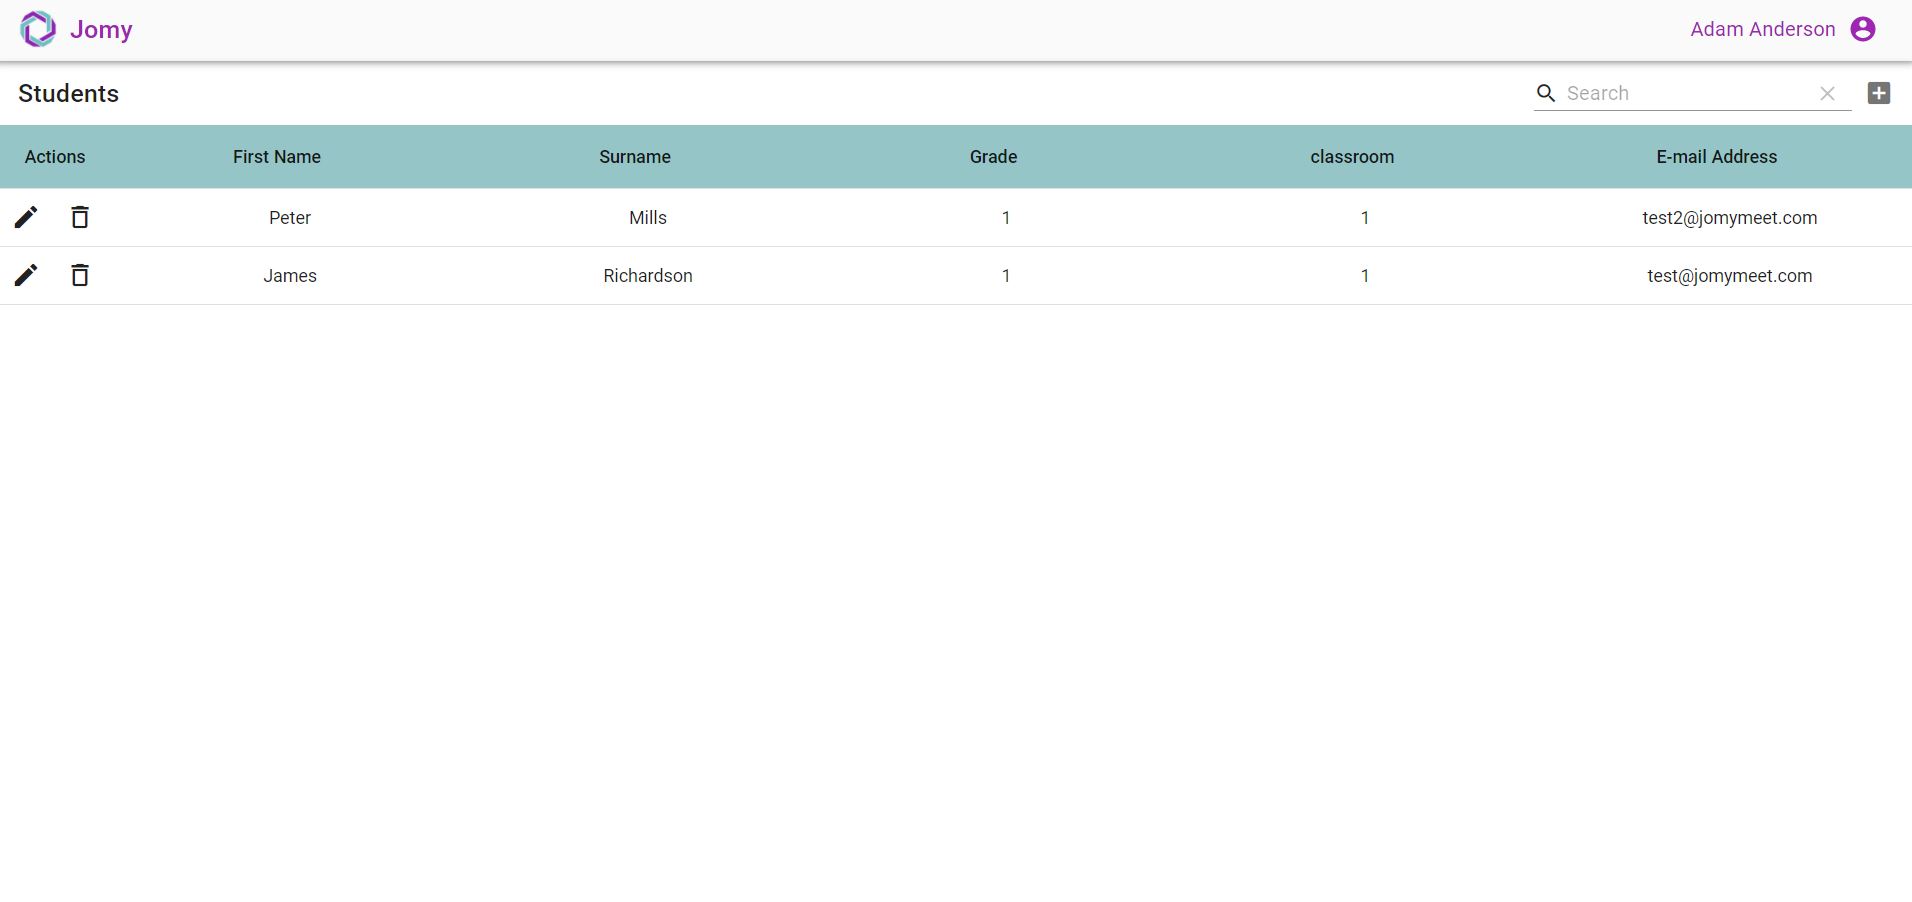 Jomy Adam Anderson
Students Search
Actions First Name Surname Grade classroom E-mail Address
Peter Mills 1 1 test2@jomymeet.com
James Richardson 1 1 test@jomymeet.com